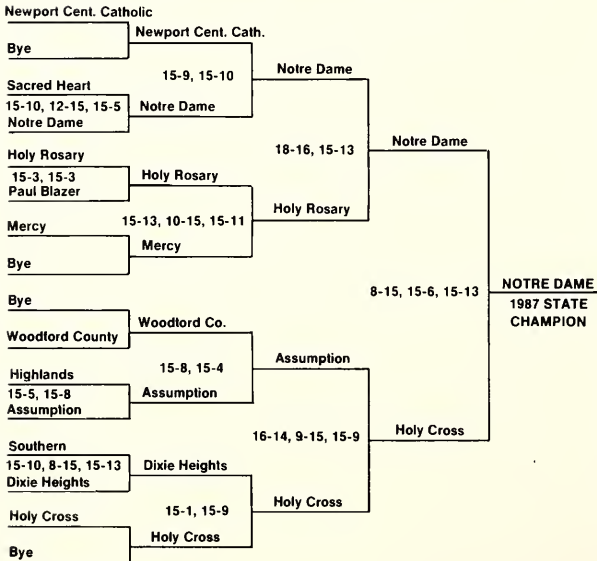 Newport Cent. Catholic
Newport Cent. Cath.
Bye
15-9, 15-10
Notre Dame
Sacred Heart
15-10, 12-15, 15-5
Notre Dame
Notre Dame
18-16, 15-13
Notre Dame
Holy Rosary
15-3, 15-3
Holy Rosary
Paul Blazer
15-13, 10-15, 15-11
Holy Rosary
Mercy
Mercy
Bye
8-15, 15-6, 15-13
NOTRE DAME
1987 STATE
CHAMPION
Bye
Woodtord Co.
Woodford County
15-8, 15-4
Assumption
Highlands
15-5, 15-8
Assumption
Assumption
16-14, 9-15, 15-9
Holy Cross
Southern
15-10, 8-15, 15-13
Dixie Heights
Dixie Heights
15-1, 15-9
Holy Cross
Holy Cross
Holy Cross
Bye